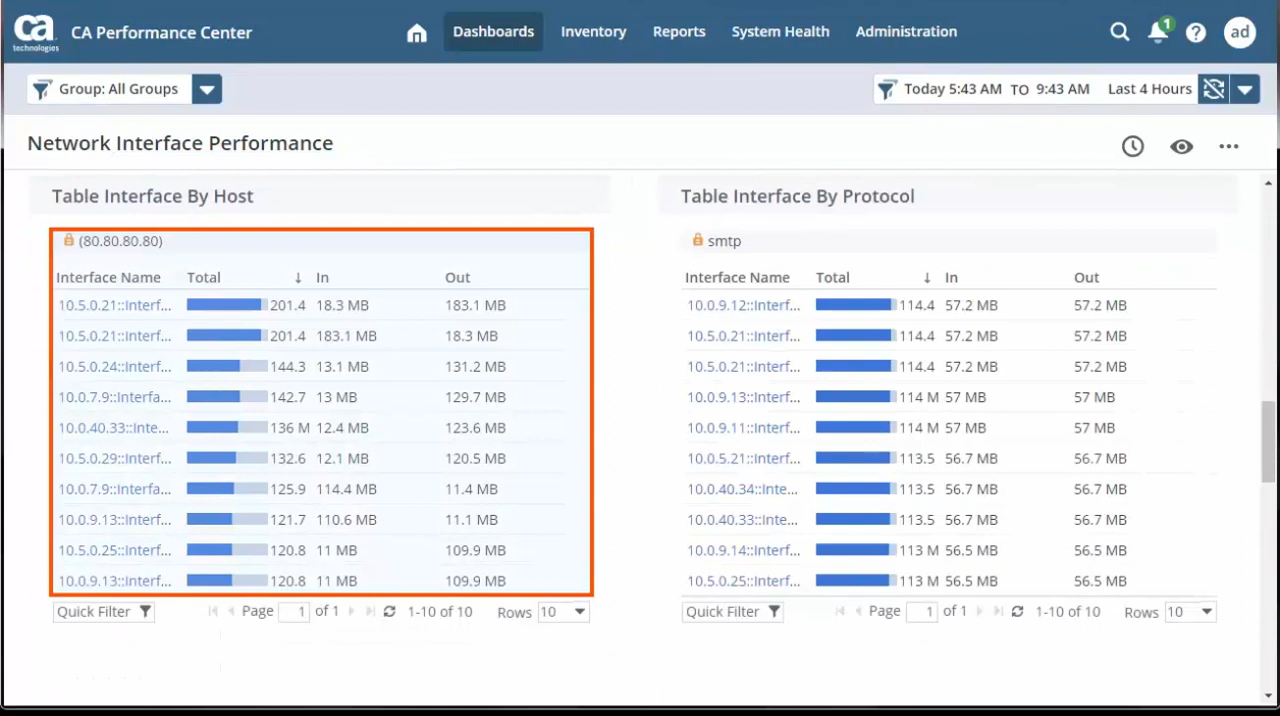 ca technologies CA Performance Center Dashboards Inventory Reports System Health Administration 1 ? ad
Group: All Groups Today 5:43 AM TO 9:43 AM Last 4 Hours
Network Interface Performance
Table Interface By Host
(80.80.80.80)
Interface Name Total ↓ In Out
10.5.0.21::Interf... 201.4 18.3 MB 183.1 MB
10.5.0.21::Interf... 201.4 183.1 MB 18.3 MB
10.5.0.24::Interf... 144.3 13.1 MB 131.2 MB
10.0.7.9::Interfa... 142.7 13 MB 129.7 MB
10.0.40.33::Inte... 136 M 12.4 MB 123.6 MB
10.5.0.29::Interf... 132.6 12.1 MB 120.5 MB
10.0.7.9::Interfa... 125.9 114.4 MB 11.4 MB
10.0.9.13::Interf... 121.7 110.6 MB 11.1 MB
10.5.0.25::Interf... 120.8 11 MB 109.9 MB
10.0.9.13::Interf... 120.8 11 MB 109.9 MB
Quick Filter Page 1 of 1 1-10 of 10 Rows 10
Table Interface By Protocol
smtp
Interface Name Total ↓ In Out
10.0.9.12::Interf... 114.4 57.2 MB 57.2 MB
10.5.0.21::Interf... 114.4 57.2 MB 57.2 MB
10.5.0.21::Interf... 114.4 57.2 MB 57.2 MB
10.0.9.13::Interf... 114 M 57 MB 57 MB
10.0.9.11::Interf... 114 M 57 MB 57 MB
10.0.5.21::Interf... 113.5 56.7 MB 56.7 MB
10.0.40.34::Inte... 113.5 56.7 MB 56.7 MB
10.0.40.33::Inte... 113.5 56.7 MB 56.7 MB
10.0.9.14::Interf... 113 M 56.5 MB 56.5 MB
10.5.0.25::Interf... 113 M 56.5 MB 56.5 MB
Quick Filter Page 1 of 1 1-10 of 10 Rows 10